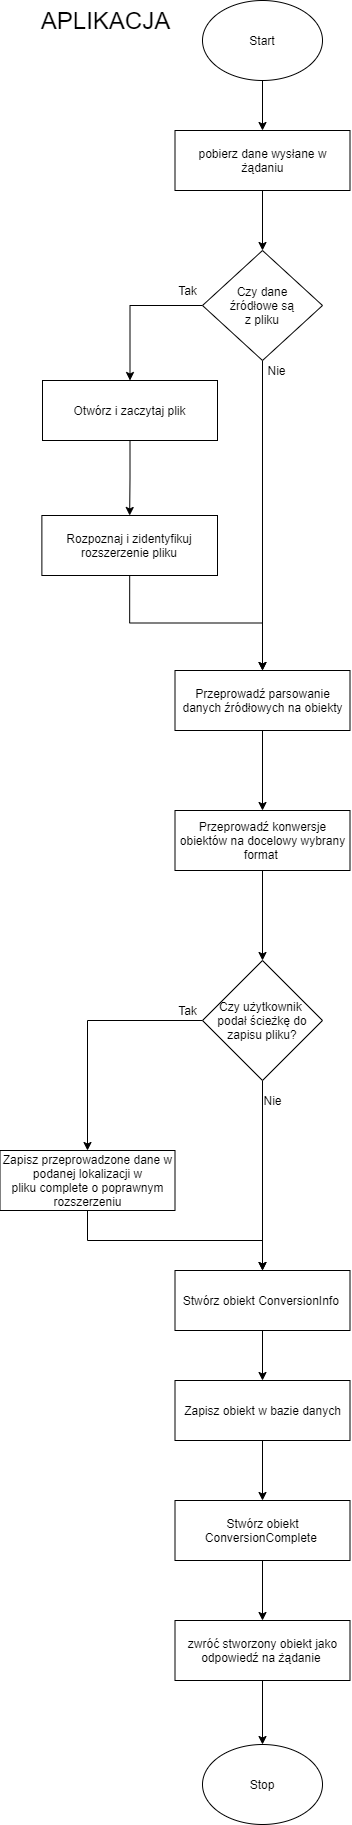 APLIKACJA
Start
pobierz dane wysłane w
żądaniu
Czy dane
źródłowe są
z pliku
Tak
Nie
Otwórz i zaczytaj plik
Rozpoznaj i zidentyfikuj
rozszerzenie pliku
Przeprowadź parsowanie
danych źródłowych na obiekty
Przeprowadź konwersje
obiektów na docelowy wybrany
format
Czy użytkownik
podał ścieżkę do
zapisu pliku?
Tak
Nie
Zapisz przeprowadzone dane w
podanej lokalizacji w
pliku complete o poprawnym
rozszerzeniu
Stwórz obiekt ConversionInfo
Zapisz obiekt w bazie danych
Stwórz obiekt
ConversionComplete
zwróć stworzony obiekt jako
odpowiedź na żądanie
Stop